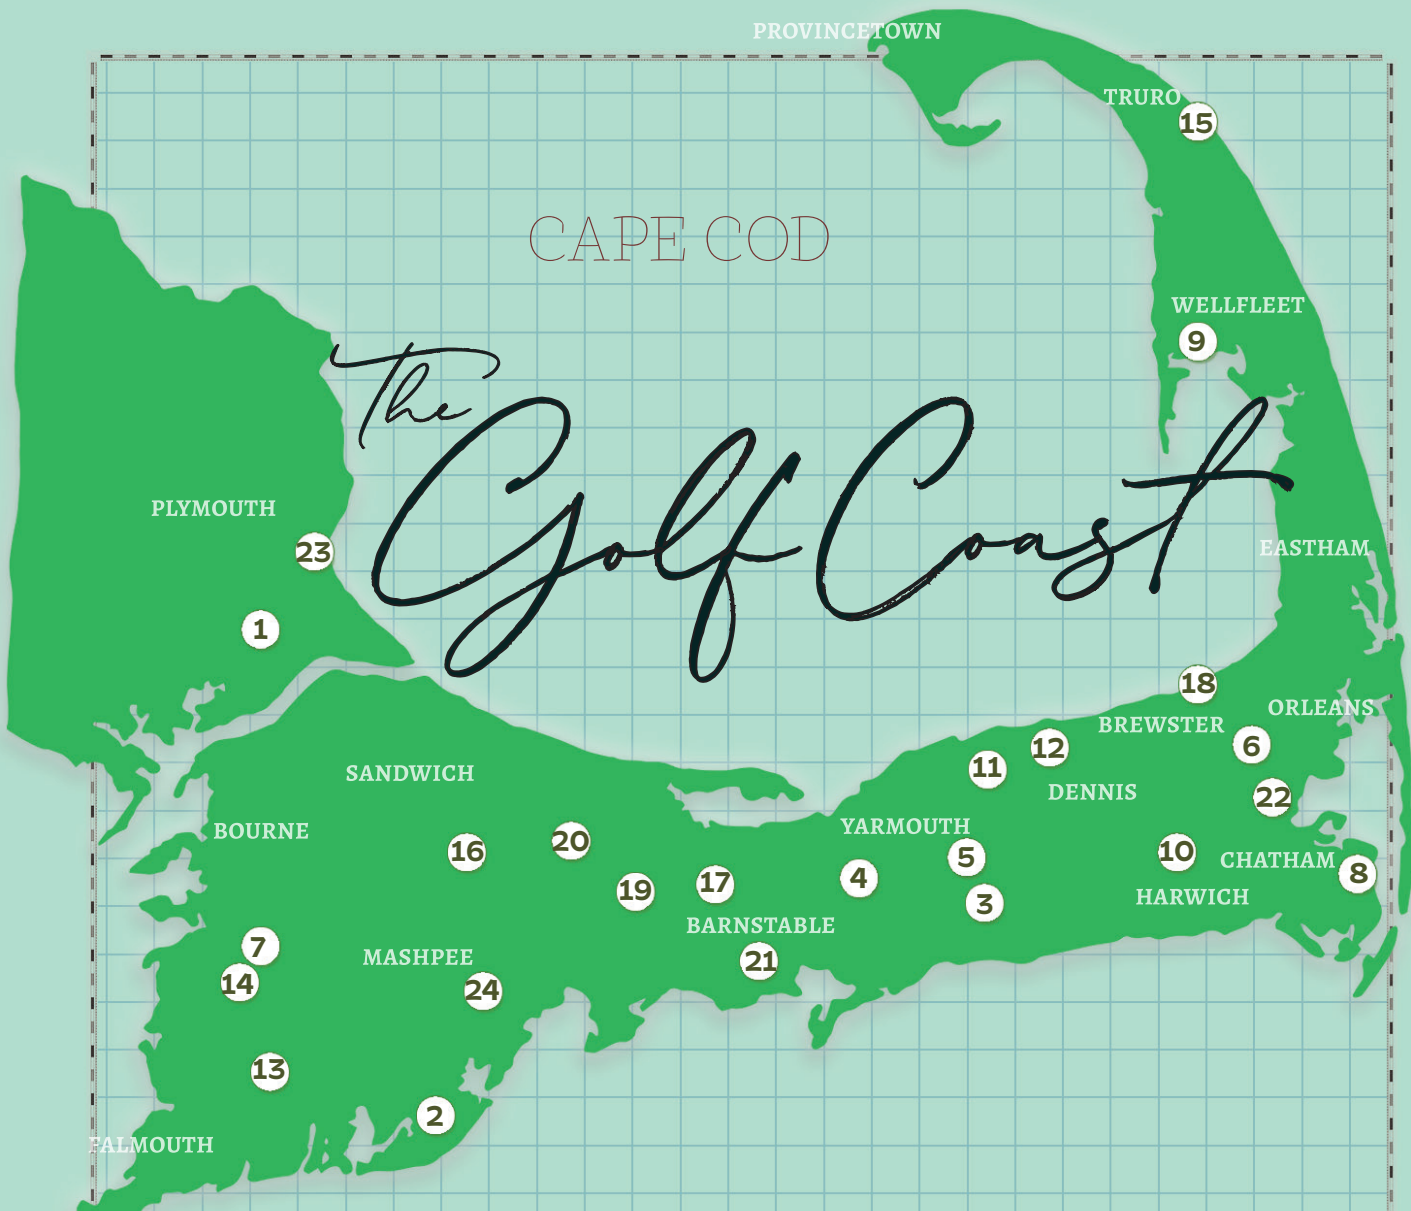 PROVINCETOWN
TRURO
15
CAPE COD
WELLFLEET
9
The
Golf Coast
PLYMOUTH
23
EASTHAM
1
18
ORLEANS
BREWSTER
6
12
11
SANDWICH
DENNIS
22
BOURNE
YARMOUTH
20
16
5
10
CHATHAM
8
19
17
4
3
HARWICH
BARNSTABLE
7
MASHPEE
21
14
24
13
2
FALMOUTH